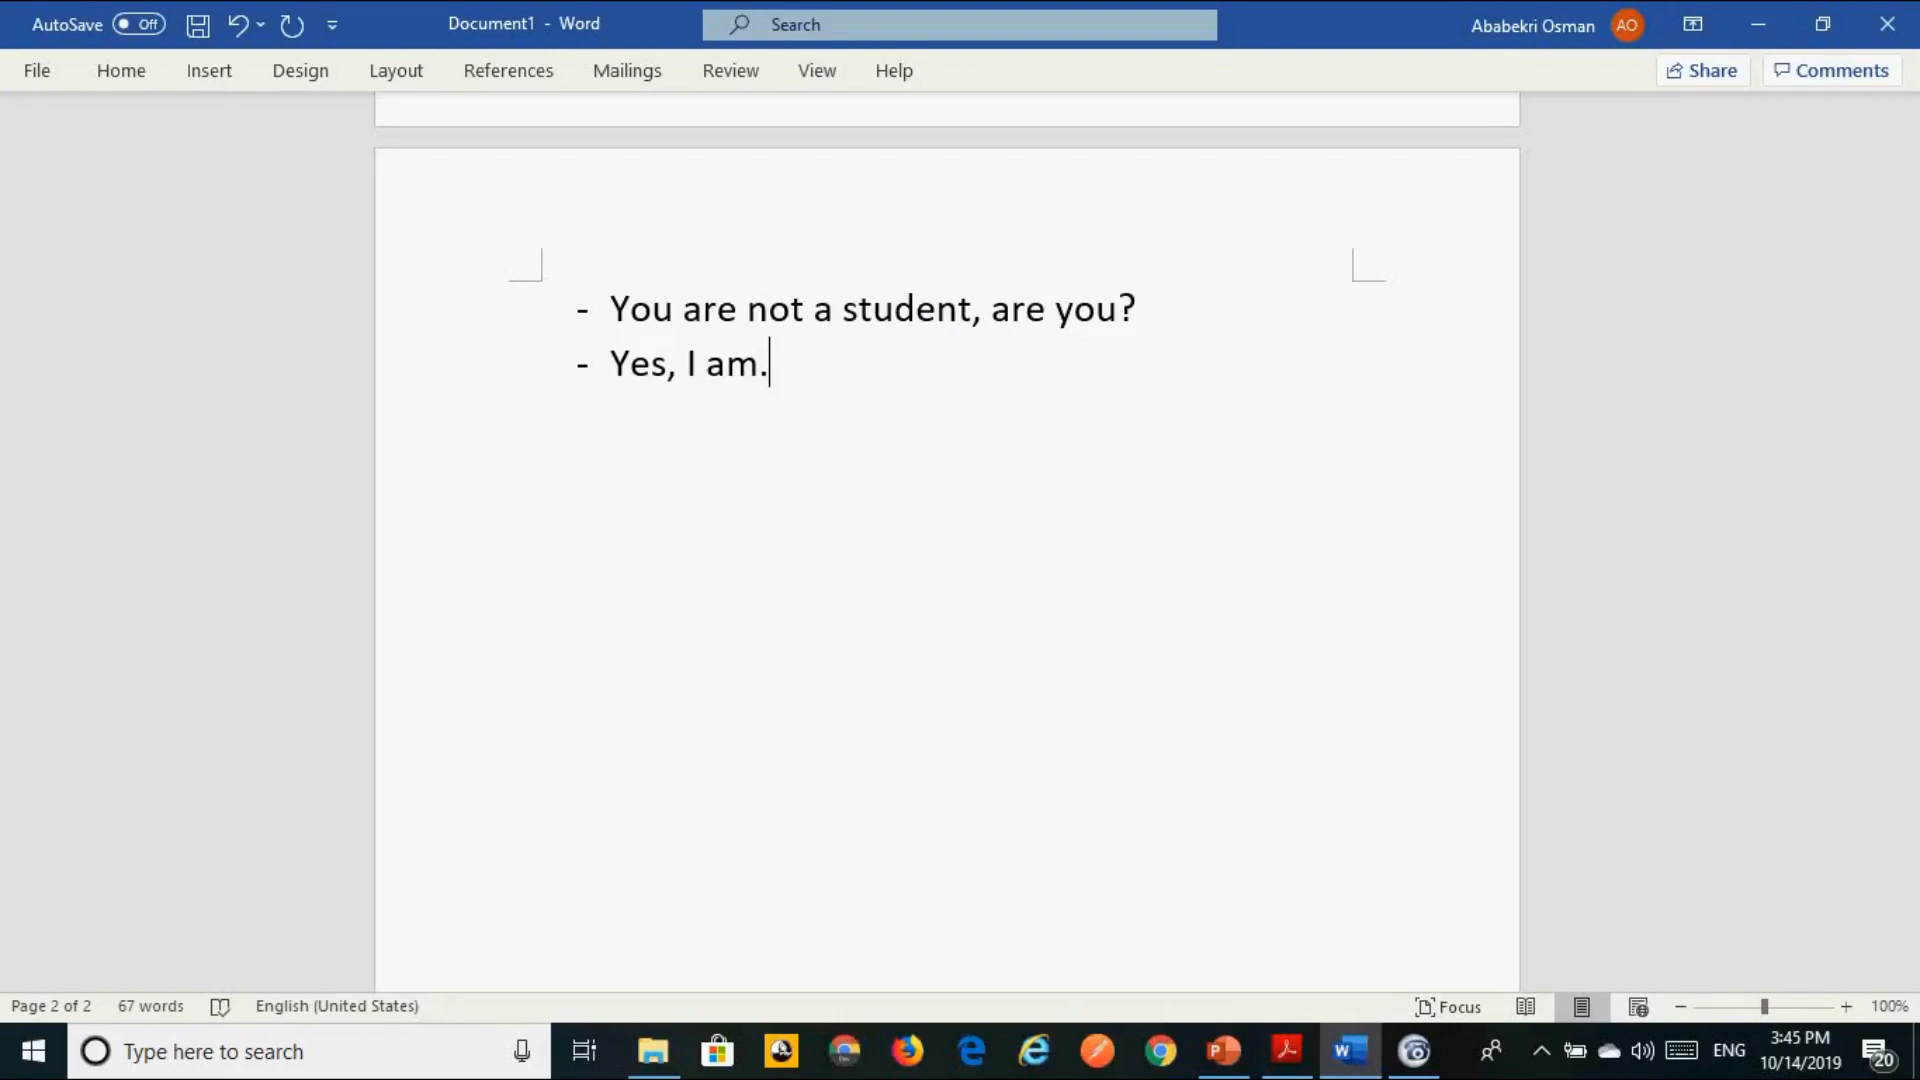 AutoSave Off Document1 - Word Search Ababekri Osman AO
File Home Insert Design Layout References Mailings Review View Help Share Comments
- You are not a student, are you?
- Yes, I am.
Page 2 of 2 67 words English (United States) Focus 100%
Type here to search ENG 3:45 PM
10/14/2019 20